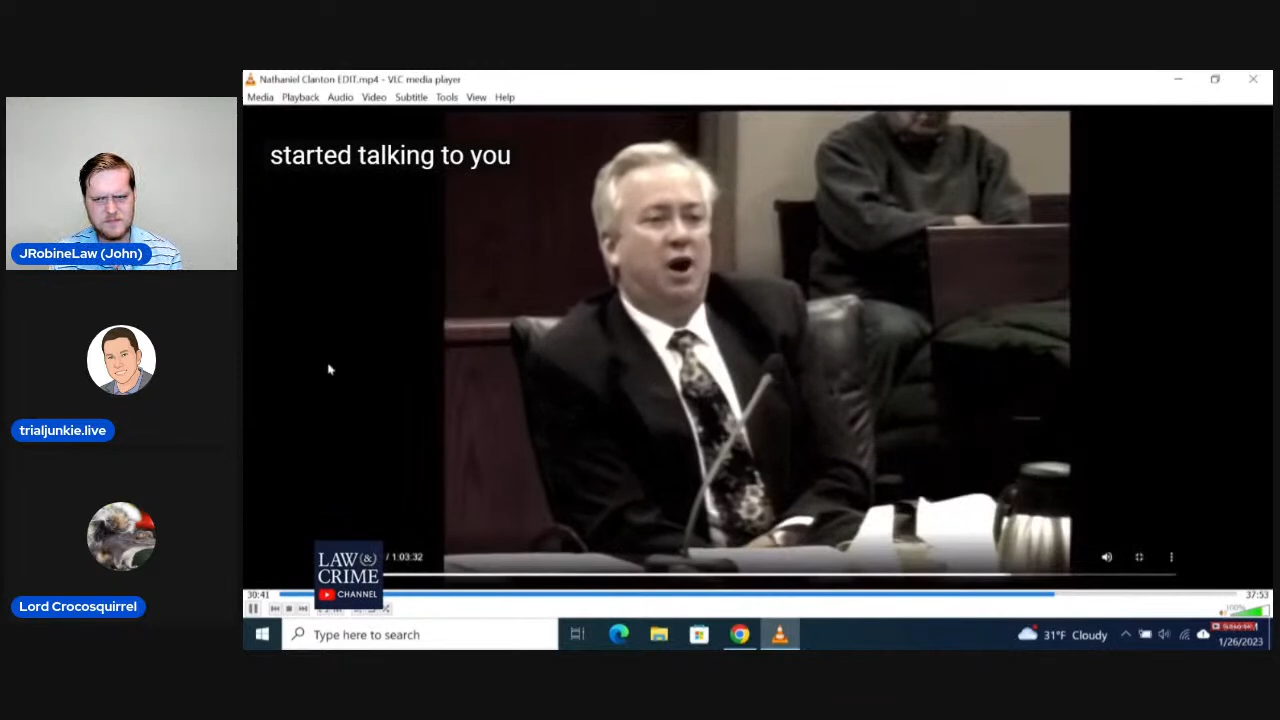 Nathaniel Clanton EDIT.mp4 - VLC media player
Media Playback Audio Video Subtitle Tools View Help
started talking to you
JRobineLaw (John)
trialjunkie.live
Lord Crocosquirrel
/ 1:03:32
LAW (&)
CRIME
CHANNEL
30:41
37:53
100%
Type here to search
31°F Cloudy
1/26/2023